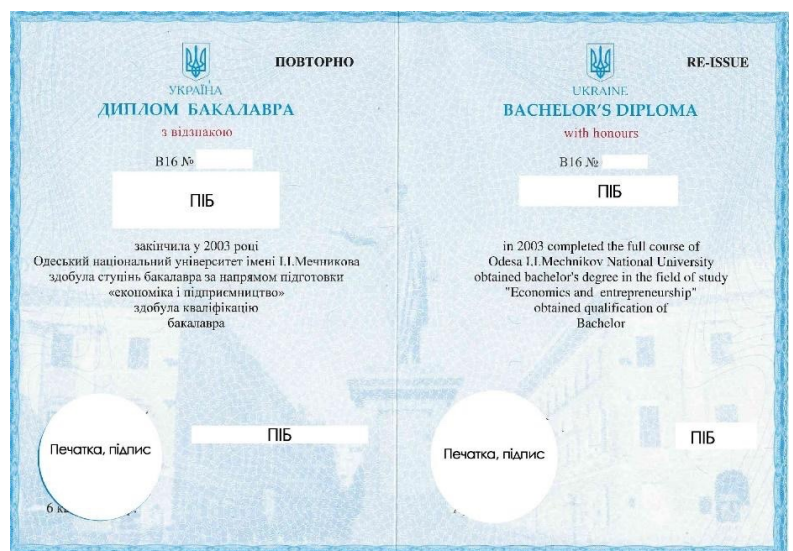 ПОВТОРНО
УКРАЇНА
ДИПЛОМ БАКАЛАВРА
з відзнакою
В16 №
ПІБ
закінчила у 2003 році
Одеський національний університет імені І.І.Мечникова
здобула ступінь бакалавра за напрямом підготовки
«економіка і підприємництво»
здобула кваліфікацію
бакалавра
Печатка, підпис
ПІБ
6
RE-ISSUE
UKRAINE
BACHELOR'S DIPLOMA
with honours
B16 №
ПІБ
in 2003 completed the full course of
Odesa I.I.Mechnikov National University
obtained bachelor's degree in the field of study
"Economics and entrepreneurship"
obtained qualification of
Bachelor
Печатка, підпис
ПІБ